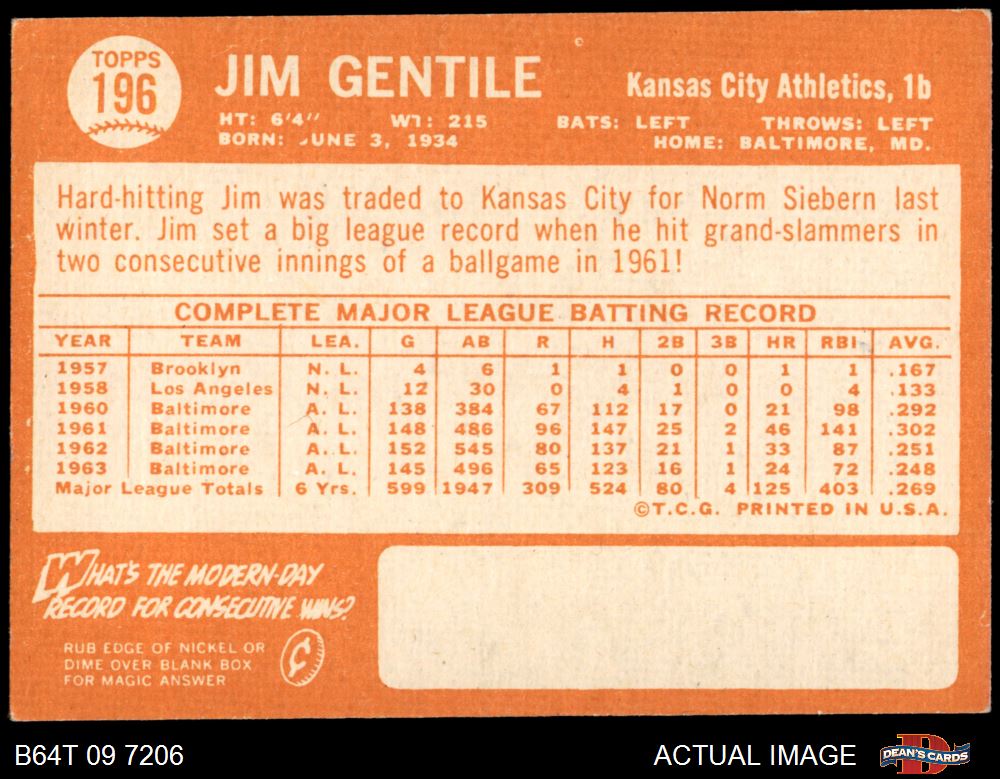 TOPPS
196
JIM GENTILE
Kansas City Athletics, 1b
HT: 6'4" WT: 215 BATS: LEFT THROWS: LEFT
BORN: JUNE 3, 1934 HOME: BALTIMORE, MD.
Hard-hitting Jim was traded to Kansas City for Norm Siebern last
winter. Jim set a big league record when he hit grand-slammers in
two consecutive innings of a ballgame in 1961!
COMPLETE MAJOR LEAGUE BATTING RECORD
YEAR TEAM LEA. G AB R H 2B 3B HR RBI AVG.
1957 Brooklyn N. L. 4 6 1 1 0 0 1 1 .167
1958 Los Angeles N. L. 12 30 0 4 1 0 0 4 .133
1960 Baltimore A. L. 138 384 67 112 17 0 21 98 .292
1961 Baltimore A. L. 148 486 96 147 25 2 46 141 .302
1962 Baltimore A. L. 152 545 80 137 21 1 33 87 .251
1963 Baltimore A. L. 145 496 65 123 16 1 24 72 .248
Major League Totals 6 Yrs. 599 1947 309 524 80 4 125 403 .269
©T.C.G. PRINTED IN U.S.A.
WHAT'S THE MODERN-DAY
RECORD FOR CONSECUTIVE WINS?
RUB EDGE OF NICKEL OR
DIME OVER BLANK BOX
FOR MAGIC ANSWER
¢
B64T 09 7206
ACTUAL IMAGE
D
DEAN'S CARDS